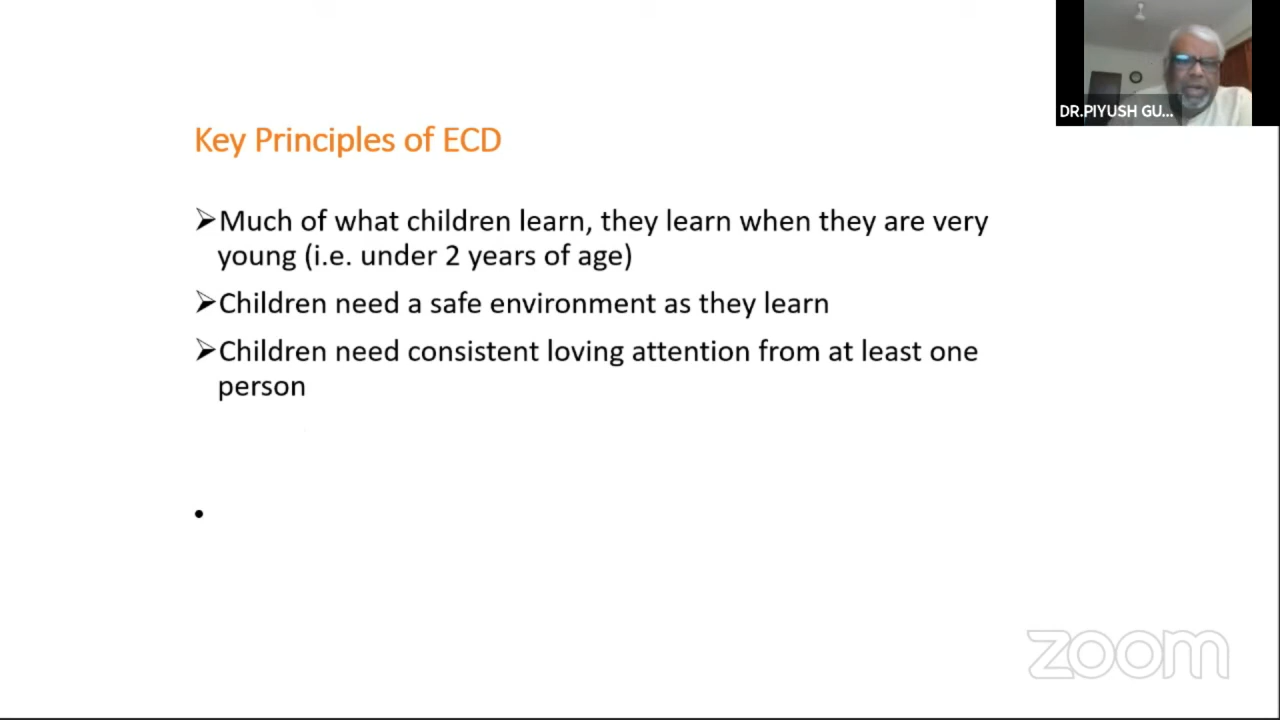 DR.PIYUSH GU...
Key Principles of ECD
➢Much of what children learn, they learn when they are very
young (i.e. under 2 years of age)
➢Children need a safe environment as they learn
➢Children need consistent loving attention from at least one
person
•
zoom